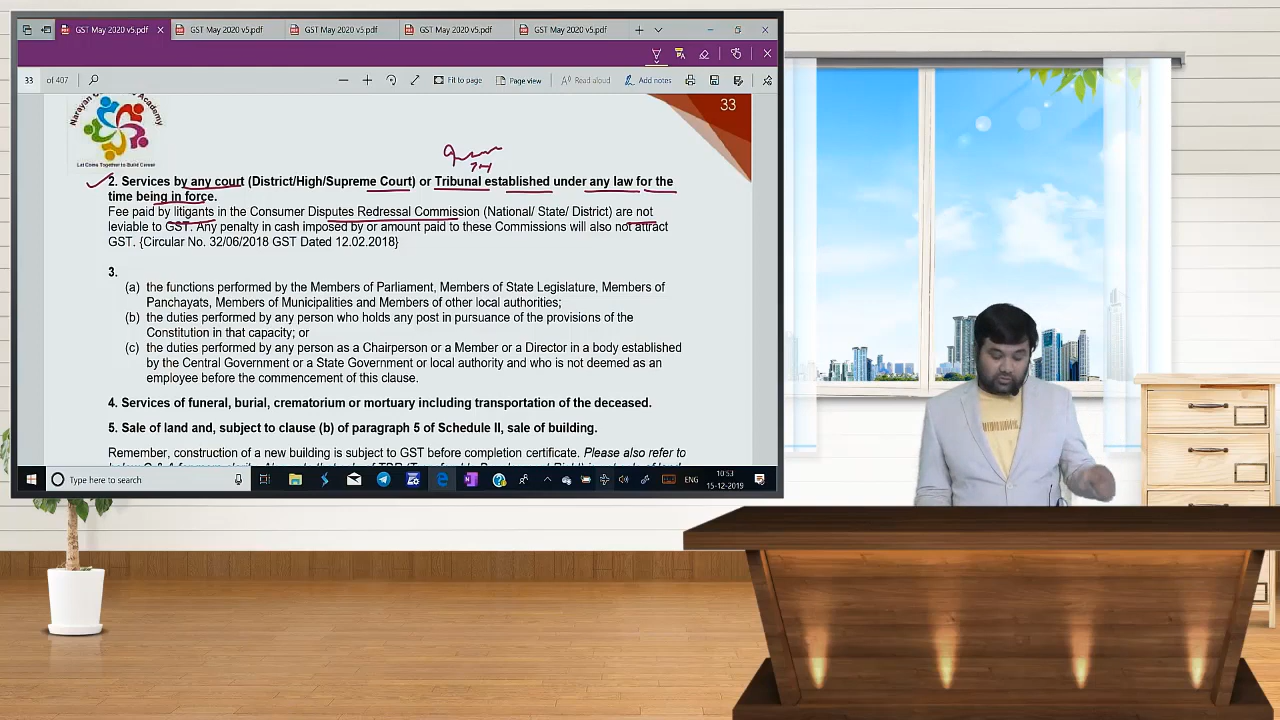 GST May 2020 v5.pdf
GST May 2020 v5.pdf
GST May 2020 v5.pdf
GST May 2020 v5.pdf
GST May 2020 v5.pdf
33 of 407
Fit to page
Page view
Read aloud
Add notes
Narayan
Academy
Let Come Together to Build Career
33
2. Services by any court (District/High/Supreme Court) or Tribunal established under any law for the
time being in force.
Fee paid by litigants in the Consumer Disputes Redressal Commission (National/ State/ District) are not
leviable to GST. Any penalty in cash imposed by or amount paid to these Commissions will also not attract
GST. {Circular No. 32/06/2018 GST Dated 12.02.2018}
3.
(a) the functions performed by the Members of Parliament, Members of State Legislature, Members of
Panchayats, Members of Municipalities and Members of other local authorities;
(b) the duties performed by any person who holds any post in pursuance of the provisions of the
Constitution in that capacity; or
(c) the duties performed by any person as a Chairperson or a Member or a Director in a body established
by the Central Government or a State Government or local authority and who is not deemed as an
employee before the commencement of this clause.
4. Services of funeral, burial, crematorium or mortuary including transportation of the deceased.
5. Sale of land and, subject to clause (b) of paragraph 5 of Schedule II, sale of building.
Remember, construction of a new building is subject to GST before completion certificate. Please also refer to
Type here to search
ENG
10:53
15-12-2019